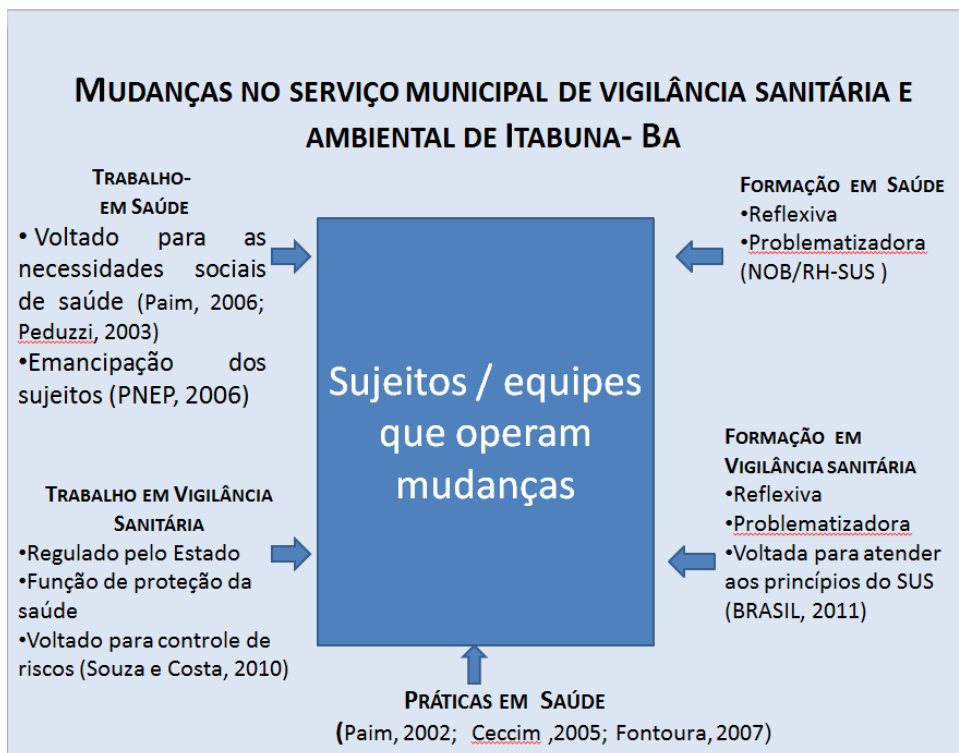 MUDANÇAS NO SERVIÇO MUNICIPAL DE VIGILÂNCIA SANITÁRIA E
AMBIENTAL DE ITABUNA- BA
TRABALHO-
EM SAÚDE
• Voltado para as
necessidades sociais
de saúde (Paim, 2006;
Peduzzi, 2003)
•Emancipação dos
sujeitos (PNEP, 2006)
TRABALHO EM VIGILÂNCIA
SANITÁRIA
•Regulado pelo Estado
•Função de proteção da
saúde
•Voltado para controle de
riscos (Souza e Costa, 2010)
Sujeitos / equipes
que operam
mudanças
FORMAÇÃO EM SAÚDE
•Reflexiva
•Problematizadora
(NOB/RH-SUS )
FORMAÇÃO EM
VIGILÂNCIA SANITÁRIA
•Reflexiva
•Problematizadora
•Voltada para atender
aos princípios do SUS
(BRASIL, 2011)
PRÁTICAS EM SAÚDE
(Paim, 2002; Ceccim ,2005; Fontoura, 2007)